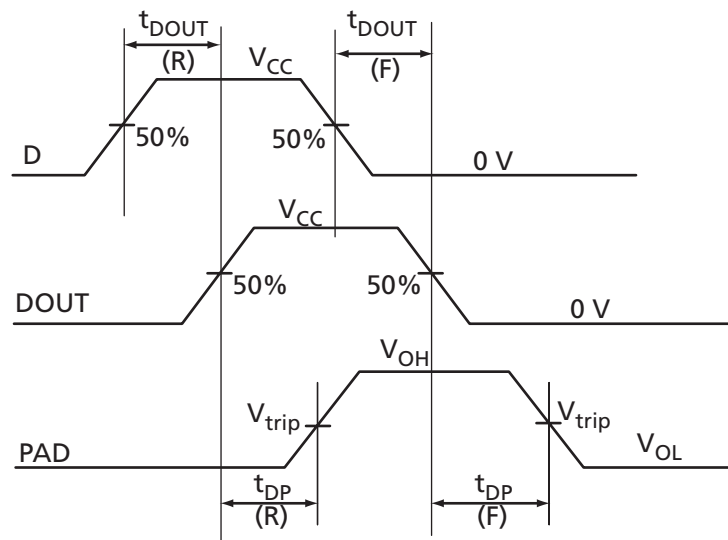 tDOUT
(R)
tDOUT
(F)
VCC
50%
50%
D
0 V
VCC
50%
50%
DOUT
0 V
VOH
Vtrip
Vtrip
PAD
VOL
tDP
(R)
tDP
(F)